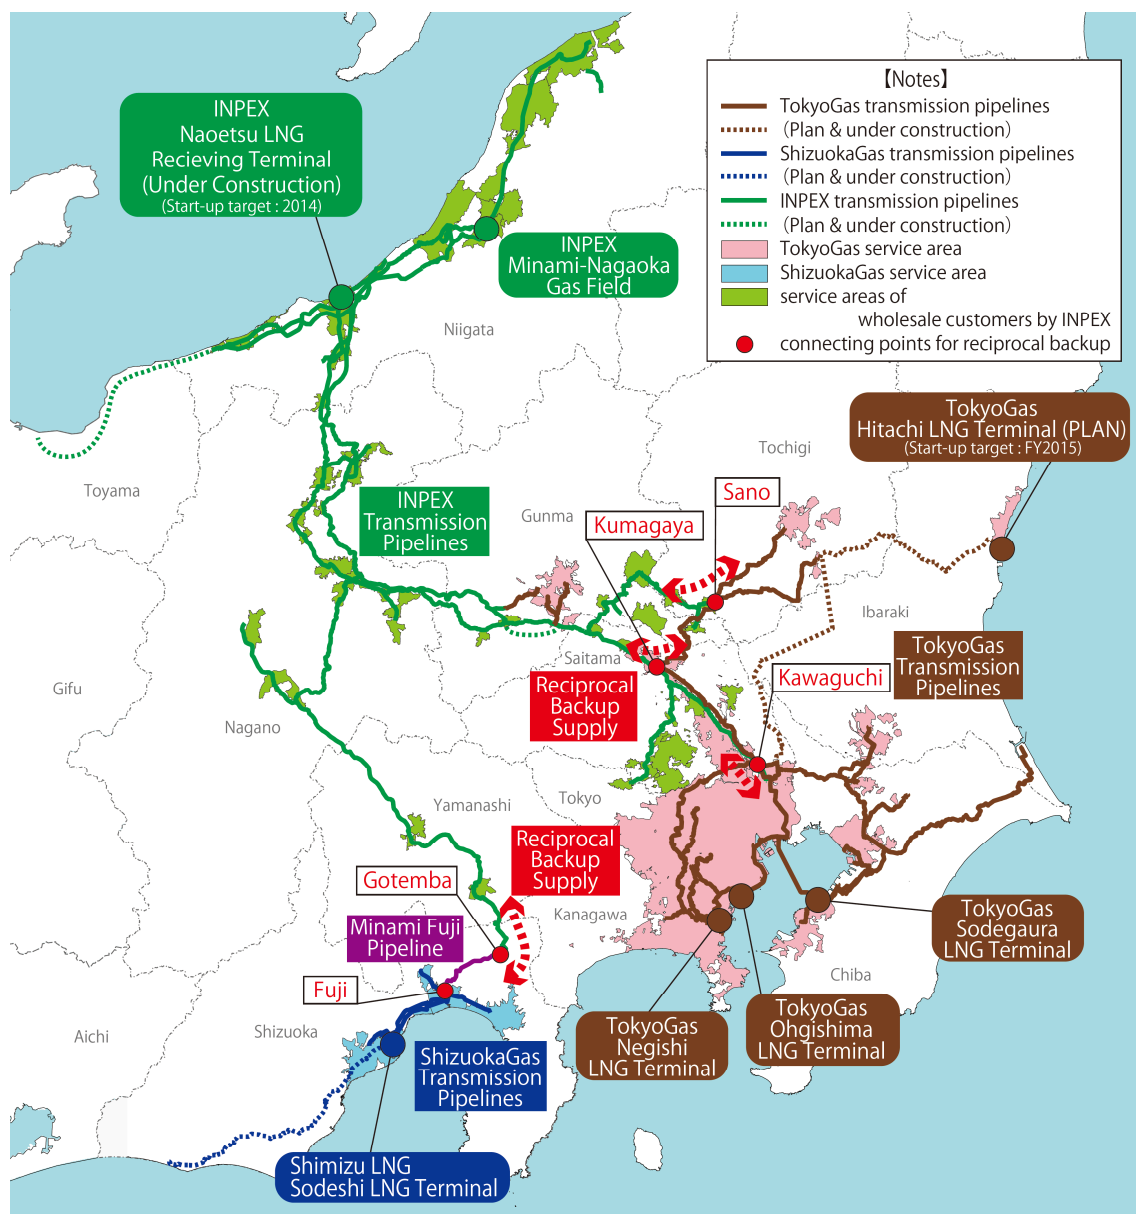 INPEX
Naoetsu LNG
Recieving Terminal
(Under Construction)
(Start-up target : 2014)
INPEX
Minami-Nagaoka
Gas Field
【Notes】
TokyoGas transmission pipelines
（Plan & under construction）
ShizuokaGas transmission pipelines
（Plan & under construction）
INPEX transmission pipelines
（Plan & under construction）
TokyoGas service area
ShizuokaGas service area
service areas of
wholesale customers by INPEX
connecting points for reciprocal backup
Niigata
TokyoGas
Hitachi LNG Terminal (PLAN)
(Start-up target : FY2015)
Tochigi
Toyama
INPEX
Transmission
Pipelines
Gunma
Sano
Kumagaya
Ibaraki
TokyoGas
Transmission
Pipelines
Saitama
Kawaguchi
Reciprocal
Backup
Supply
Gifu
Nagano
Yamanashi
Tokyo
Reciprocal
Backup
Supply
Gotemba
Minami Fuji
Pipeline
Kanagawa
TokyoGas
Sodegaura
LNG Terminal
Chiba
Fuji
Shizuoka
Aichi
TokyoGas
Negishi
LNG Terminal
TokyoGas
Ohgishima
LNG Terminal
ShizuokaGas
Transmission
Pipelines
Shimizu LNG
Sodeshi LNG Terminal